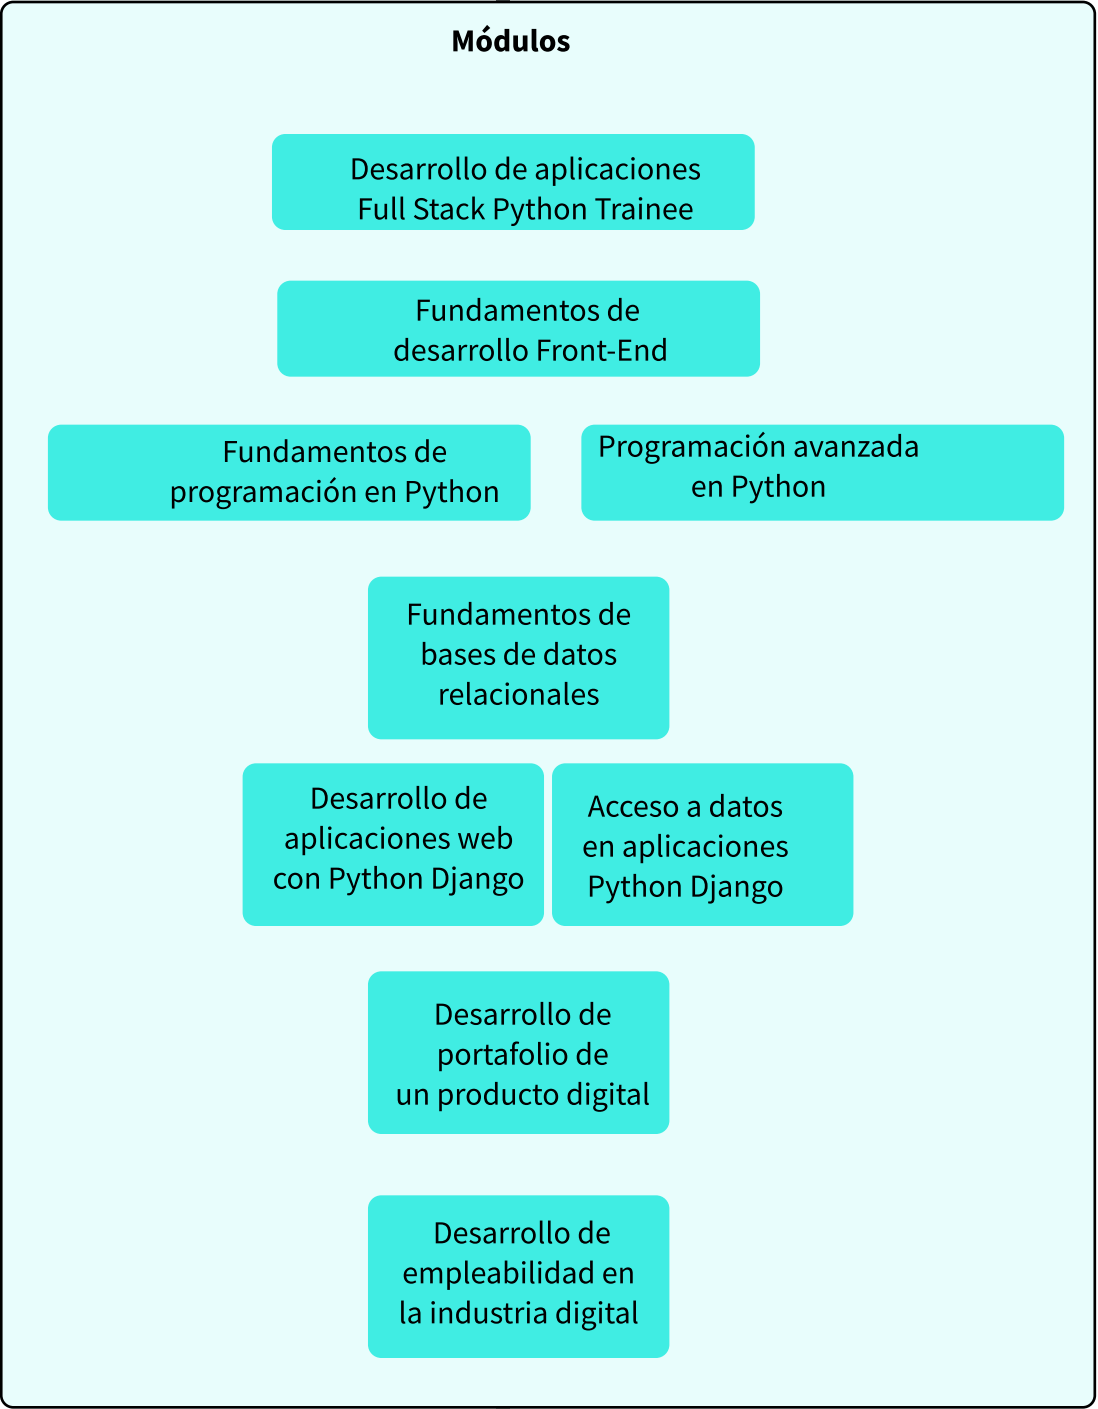 Módulos
Desarrollo de aplicaciones
Full Stack Python Trainee
Fundamentos de
desarrollo Front-End
Fundamentos de
programación en Python
Programación avanzada
en Python
Fundamentos de
bases de datos
relacionales
Desarrollo de
aplicaciones web
con Python Django
Acceso a datos
en aplicaciones
Python Django
Desarrollo de
portafolio de
un producto digital
Desarrollo de
empleabilidad en
la industria digital